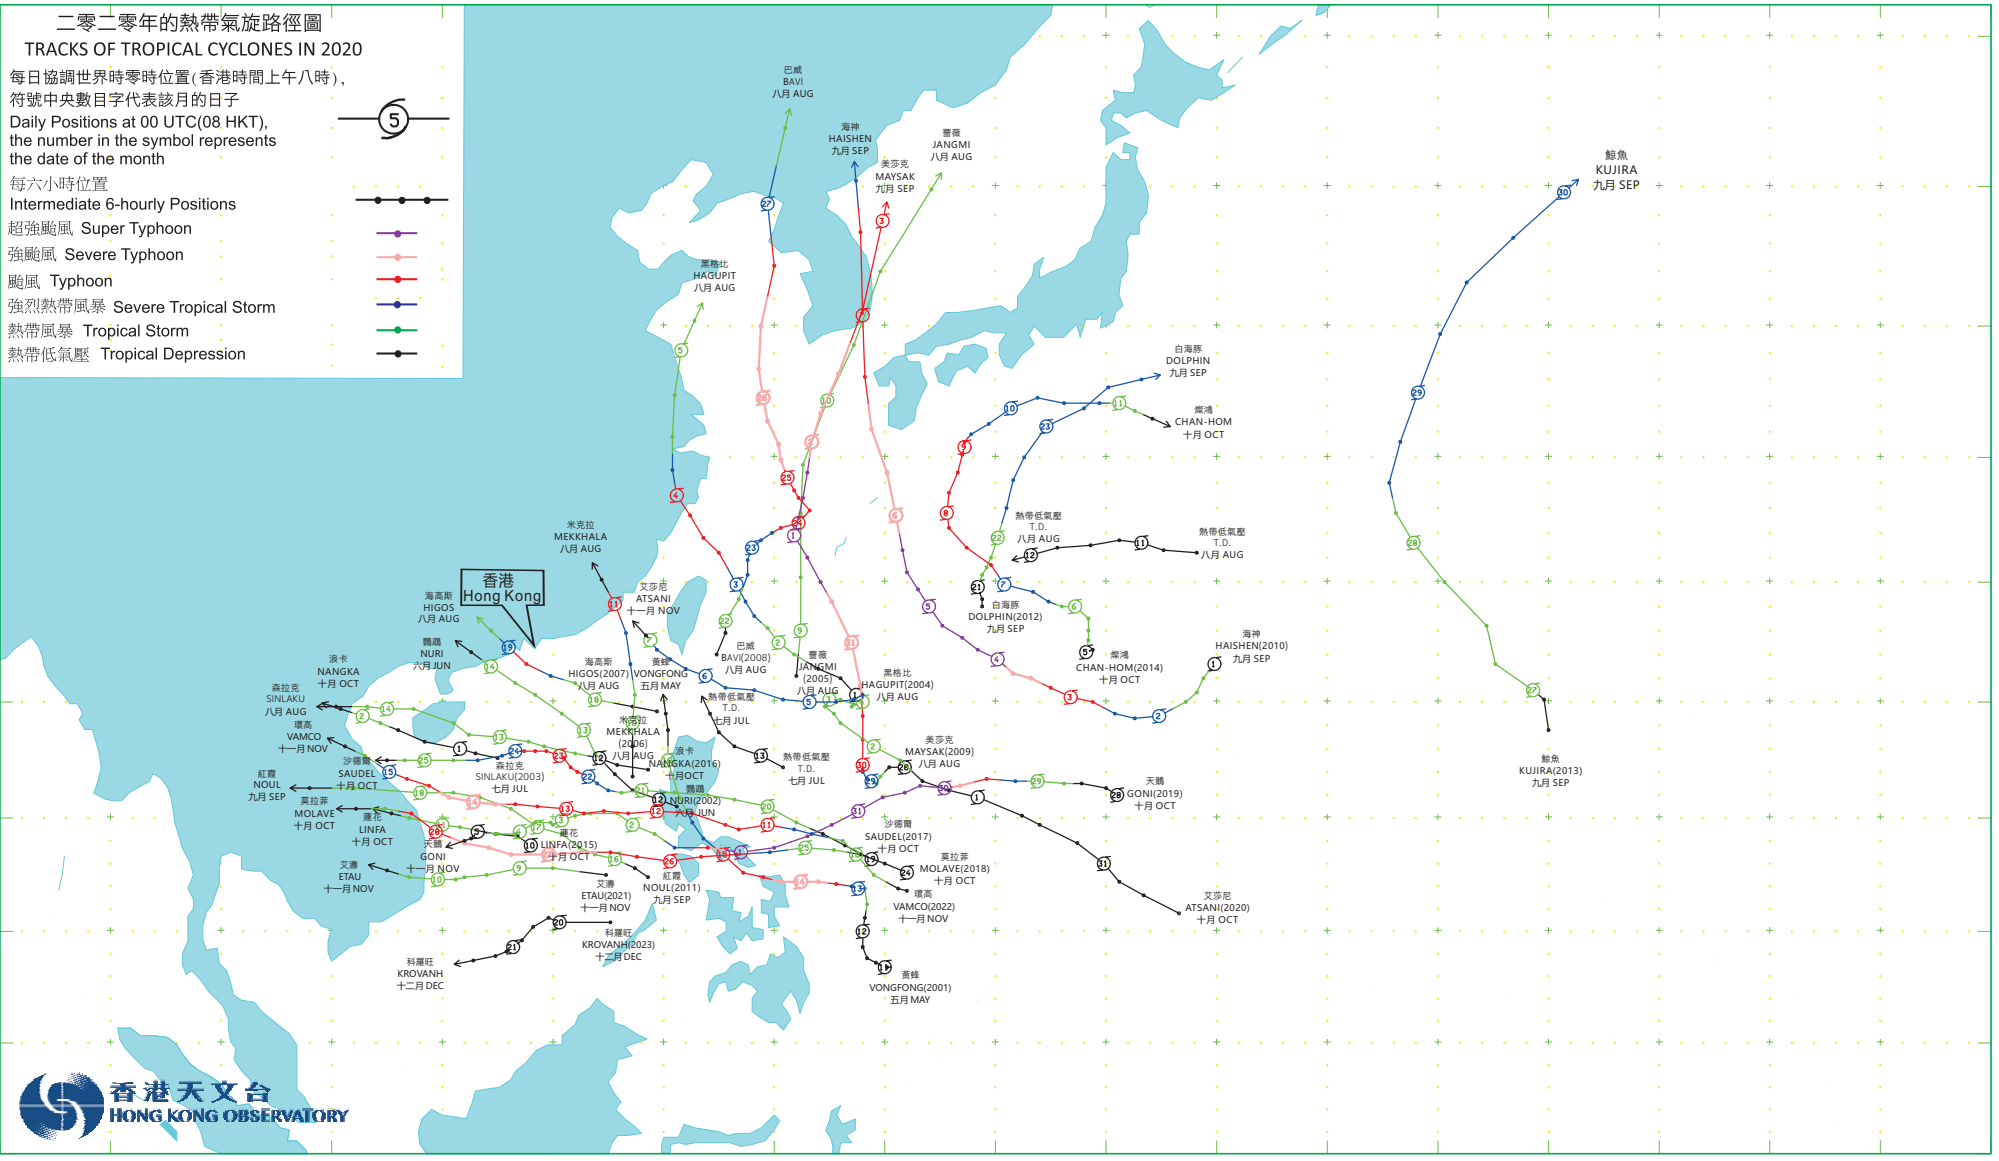 二零二零年的熱帶氣旋路徑圖
TRACKS OF TROPICAL CYCLONES IN 2020
每日協調世界時零時位置(香港時間上午八時),
符號中央數目字代表該月的日子
Daily Positions at 00 UTC(08 HKT),
the number in the symbol represents
the date of the month
5
每六小時位置
Intermediate 6-hourly Positions
超強颱風 Super Typhoon
強颱風 Severe Typhoon
颱風 Typhoon
強烈熱帶風暴 Severe Tropical Storm
熱帶風暴 Tropical Storm
熱帶低氣壓 Tropical Depression
巴威
BAVI
八月 AUG
海神
HAISHEN
九月 SEP
美莎克
MAYSAK
九月 SEP
薔薇
JANGMI
八月 AUG
鯨魚
KUJIRA
九月 SEP
黑格比
HAGUPIT
八月 AUG
白海豚
DOLPHIN
九月 SEP
燦鴻
CHAN-HOM
十月 OCT
米克拉
MEKKHALA
八月 AUG
熱帶低氣壓
T.D.
八月 AUG
熱帶低氣壓
T.D.
八月 AUG
香港
Hong Kong
海高斯
HIGOS
八月 AUG
艾莎尼
ATSANI
十一月 NOV
白海豚
DOLPHIN(2012)
九月 SEP
海神
HAISHEN(2010)
九月 SEP
鸚鵡
NURI
六月 JUN
浪卡
NANGKA
十月 OCT
海高斯
HIGOS(2007)
八月 AUG
黃蜂
VONGFONG
五月 MAY
巴威
BAVI(2008)
八月 AUG
薔薇
JANGMI
(2005)
八月 AUG
黑格比
HAGUPIT(2004)
八月 AUG
燦鴻
CHAN-HOM(2014)
十月 OCT
森拉克
SINLAKU
八月 AUG
熱帶低氣壓
T.D.
七月 JUL
環高
VAMCO
十一月 NOV
米克拉
MEKKHALA
(2006)
八月 AUG
浪卡
NANGKA(2016)
十月 OCT
熱帶低氣壓
T.D.
七月 JUL
美莎克
MAYSAK(2009)
八月 AUG
沙德爾
SAUDEL
十月 OCT
森拉克
SINLAKU(2003)
七月 JUL
紅霞
NOUL
九月 SEP
鸚鵡
NURI(2002)
六月 JUN
天鵝
GONI(2019)
十月 OCT
鯨魚
KUJIRA(2013)
九月 SEP
莫拉菲
MOLAVE
十月 OCT
蓮花
LINFA
十月 OCT
蓮花
LINFA(2015)
十月 OCT
沙德爾
SAUDEL(2017)
十月 OCT
天鵝
GONI
十一月 NOV
莫拉菲
MOLAVE(2018)
十月 OCT
艾濤
ETAU
十一月 NOV
艾濤
ETAU(2021)
十一月 NOV
紅霞
NOUL(2011)
九月 SEP
環高
VAMCO(2022)
十一月 NOV
艾莎尼
ATSANI(2020)
十月 OCT
科羅旺
KROVANH(2023)
十二月 DEC
科羅旺
KROVANH
十二月 DEC
黃蜂
VONGFONG(2001)
五月 MAY
香港天文台
HONG KONG OBSERVATORY